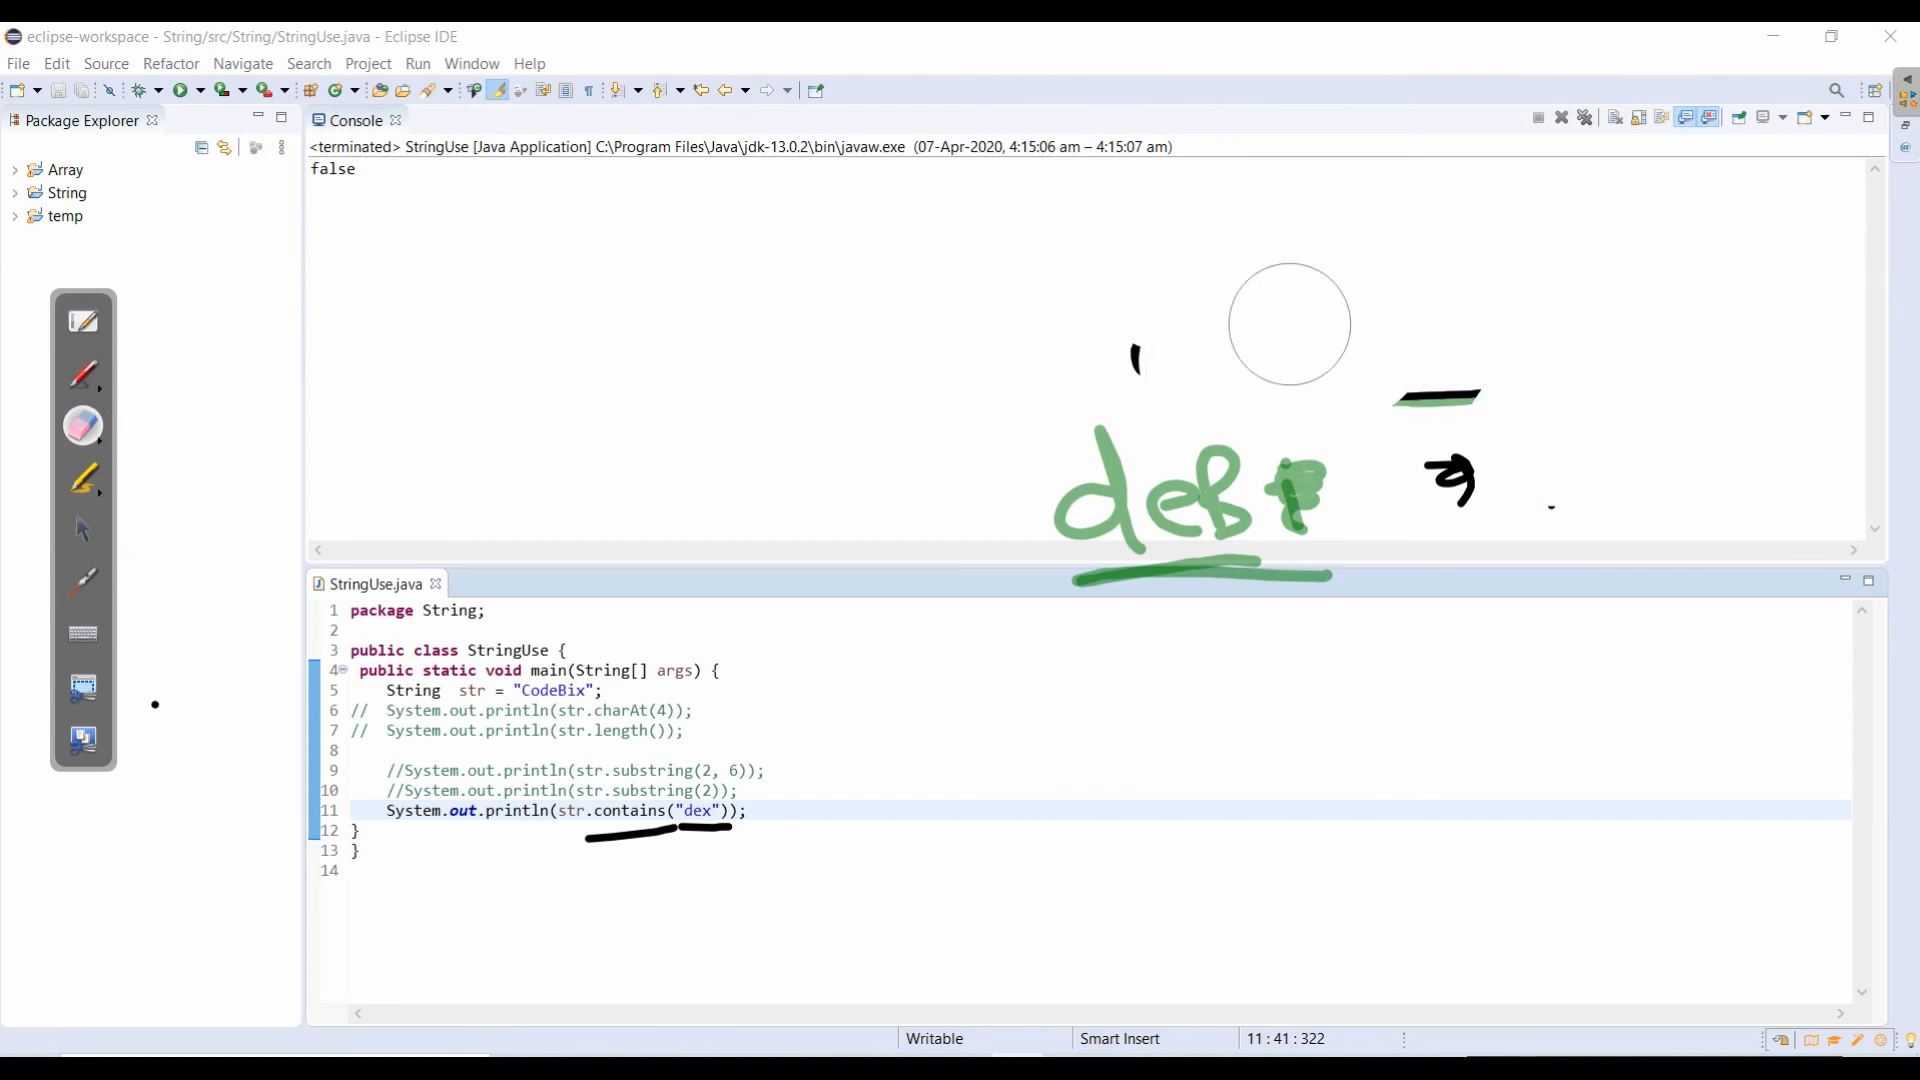 eclipse-workspace - String/src/String/StringUse.java - Eclipse IDE
File Edit Source Refactor Navigate Search Project Run Window Help
Package Explorer
Console
<terminated> StringUse [Java Application] C:\Program Files\Java\jdk-13.0.2\bin\javaw.exe (07-Apr-2020, 4:15:06 am – 4:15:07 am)
false
Array
String
temp
StringUse.java
1 package String;
2
3 public class StringUse {
4 public static void main(String[] args) {
5 String str = "CodeBix";
6 // System.out.println(str.charAt(4));
7 // System.out.println(str.length());
8
9 //System.out.println(str.substring(2, 6));
10 //System.out.println(str.substring(2));
11 System.out.println(str.contains("dex"));
12 }
13 }
14
Writable Smart Insert 11 : 41 : 322